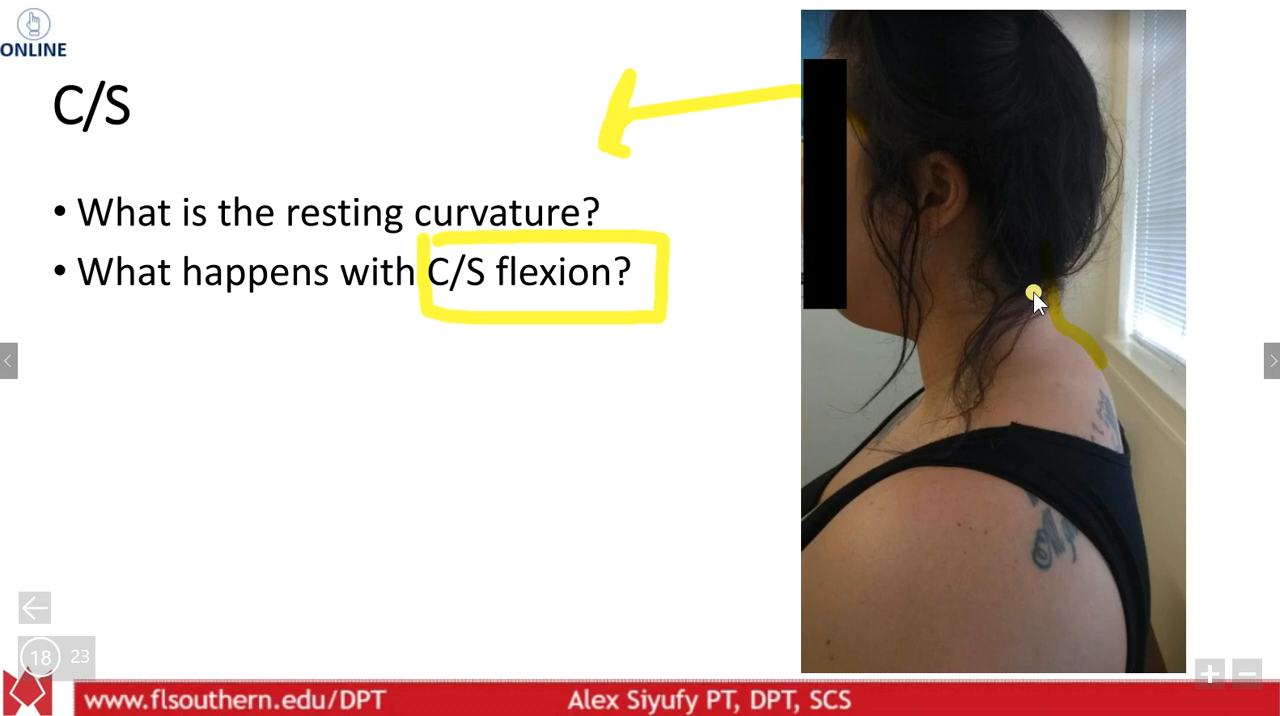 ONLINE
C/S
• What is the resting curvature?
• What happens with C/S flexion?
18 23
www.flsouthern.edu/DPT Alex Siyufy PT, DPT, SCS